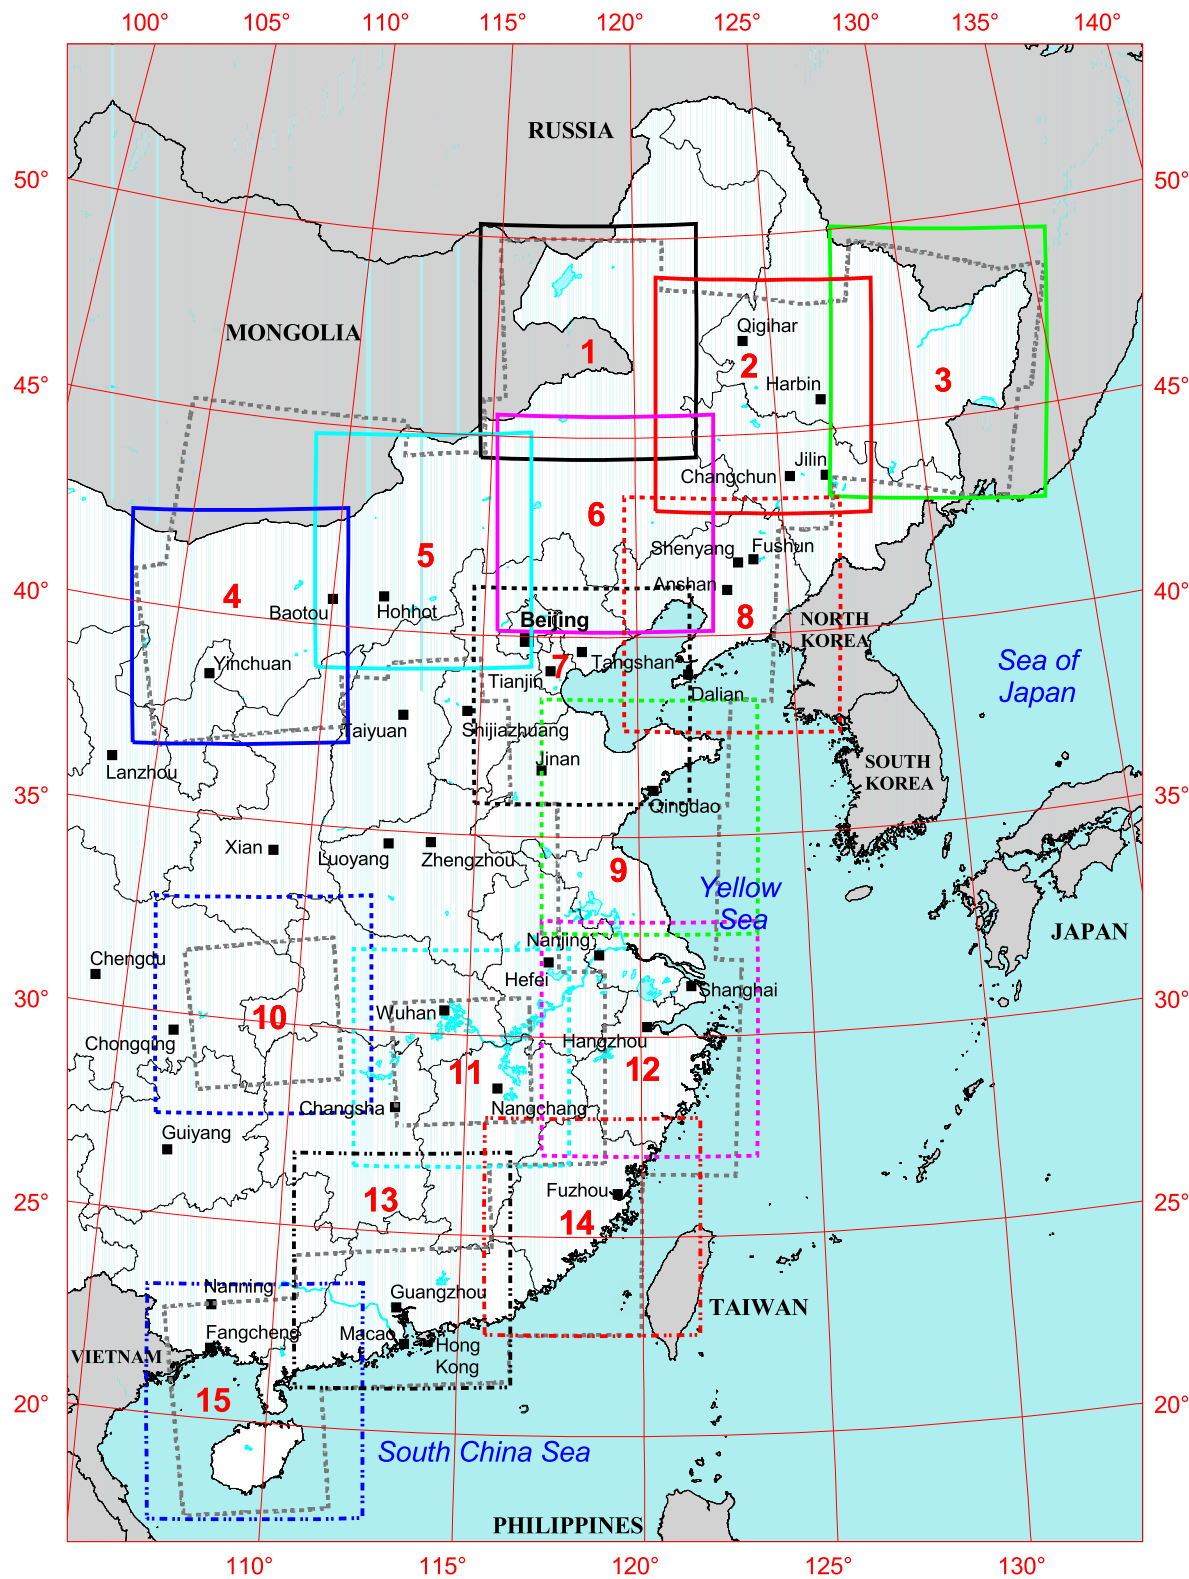 100° 105° 110° 115° 120° 125° 130° 135° 140°
RUSSIA
50° 50°
MONGOLIA
Qigihar
1
2
3
Harbin
45° 45°
Jilin
Changchun
6
5
Shenyang
Fushun
4
Anshan
40° 40°
Baotou
Hohhot
Beijing
8
NORTH
KOREA
Yinchuan
7
Tangshan
Tianjin
Dalian
Sea of
Japan
Taiyuan
Shijiazhuang
Lanzhou
Jinan
SOUTH
KOREA
Qingdao
35° 35°
Xian
Luoyang
Zhengzhou
9
Yellow
Sea
JAPAN
Nanjing
Chengdu
Hefei
Shanghai
30° 30°
10
Wuhan
Chongqing
Hangzhou
11
12
Changsha
Nangchang
Guiyang
13
Fuzhou
14
25° 25°
Nanning
Guangzhou
TAIWAN
Fangcheng
Macao
Hong
Kong
VIETNAM
15
20° 20°
South China Sea
PHILIPPINES
110° 115° 120° 125° 130°